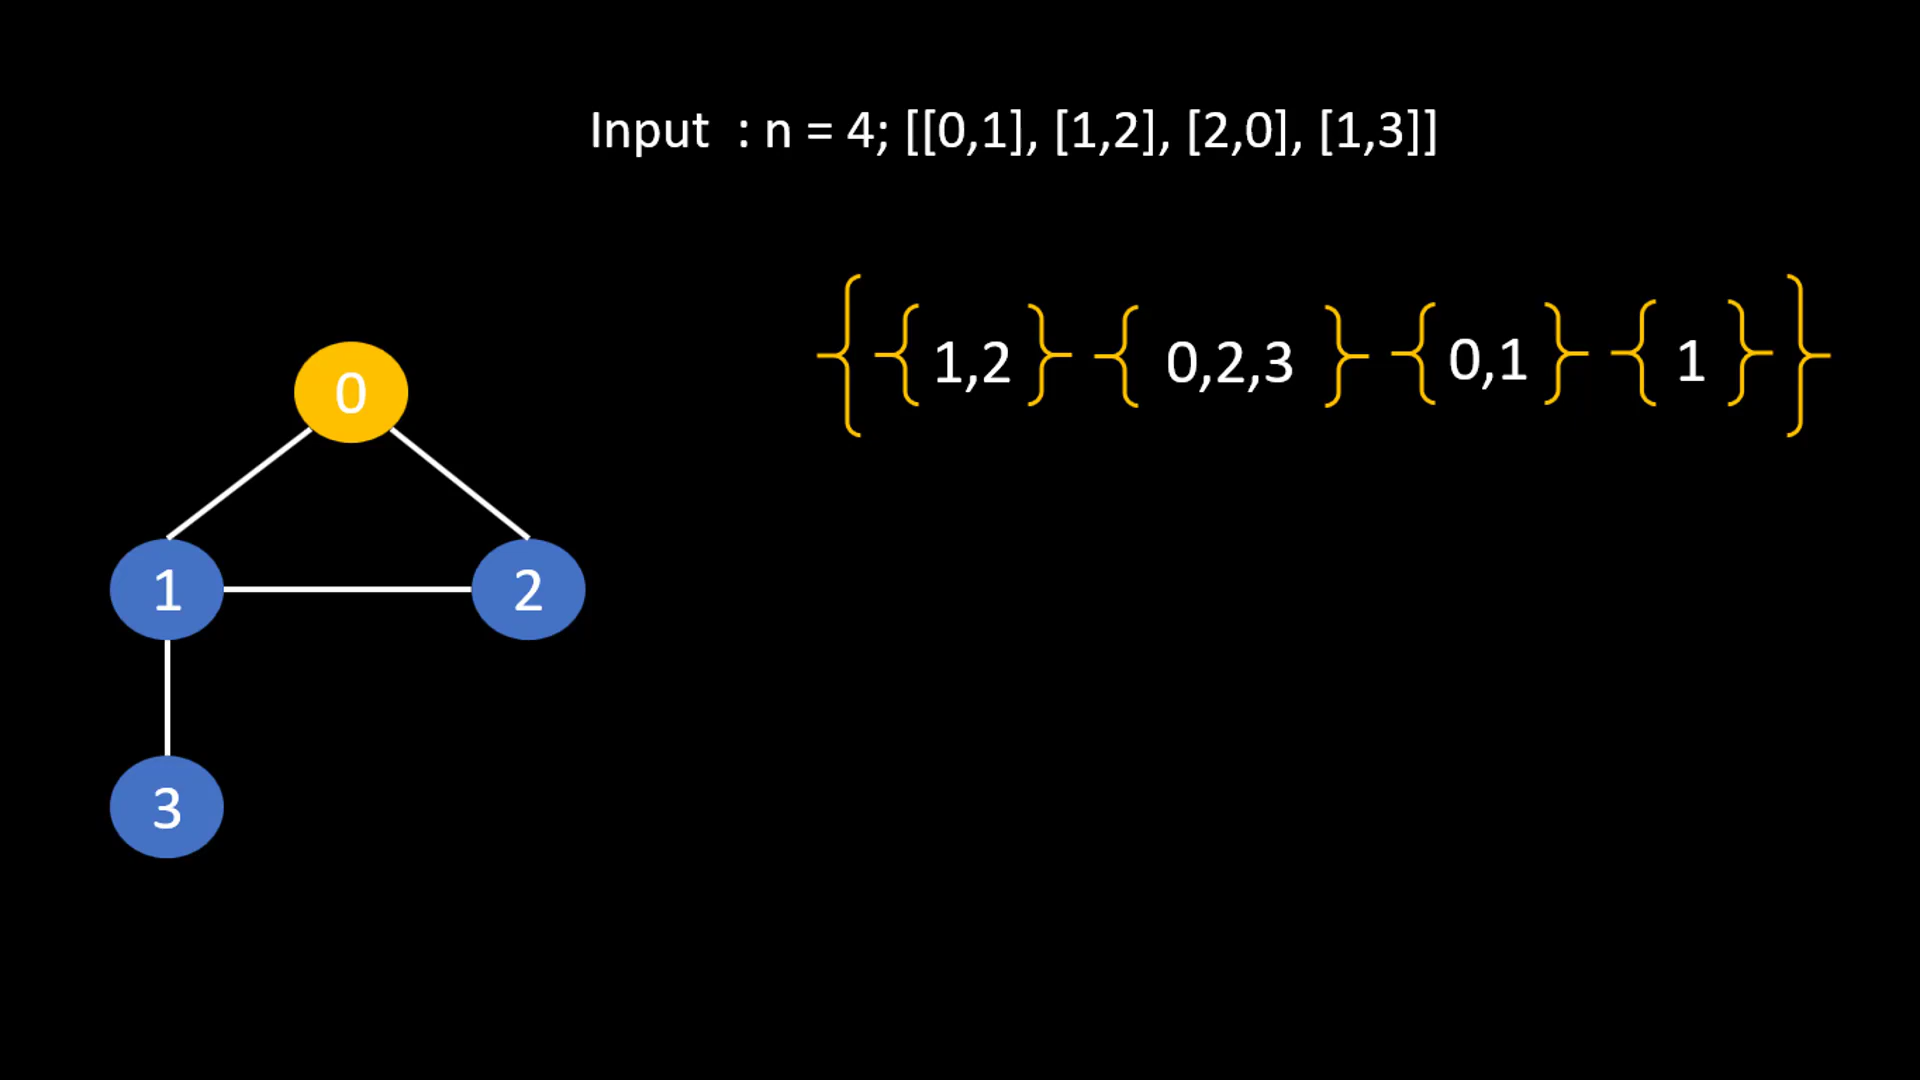 Input : n = 4; [[0,1], [1,2], [2,0], [1,3]]
{ { 1,2 } { 0,2,3 } { 0,1 } { 1 } }
0
1 2
3